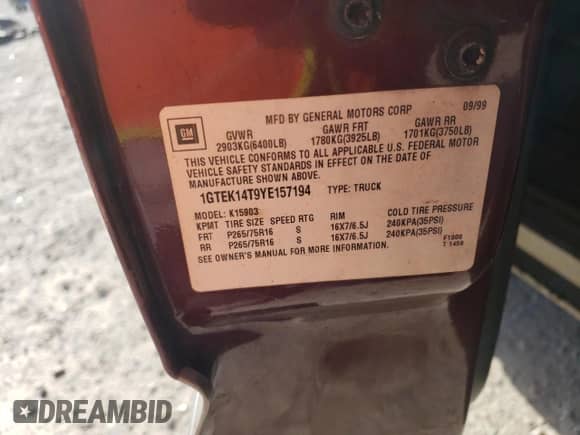 MFD BY GENERAL MOTORS CORP 09/99
GM
GVWR GAWR FRT GAWR RR
2903KG(6400LB) 1780KG(3925LB) 1701KG(3750LB)
THIS VEHICLE CONFORMS TO ALL APPLICABLE U.S. FEDERAL MOTOR
VEHICLE SAFETY STANDARDS IN EFFECT ON THE DATE OF
MANUFACTURE SHOWN ABOVE.
1GTEK14T9YE157194 TYPE: TRUCK
MODEL: K15903
KPMT TIRE SIZE SPEED RTG RIM COLD TIRE PRESSURE
FRT P265/75R16 S 16X7/6.5J 240KPA(35PSI)
RR P265/75R16 S 16X7/6.5J 240KPA(35PSI)
SEE OWNER'S MANUAL FOR MORE INFORMATION.
T 1458
DREAMBID